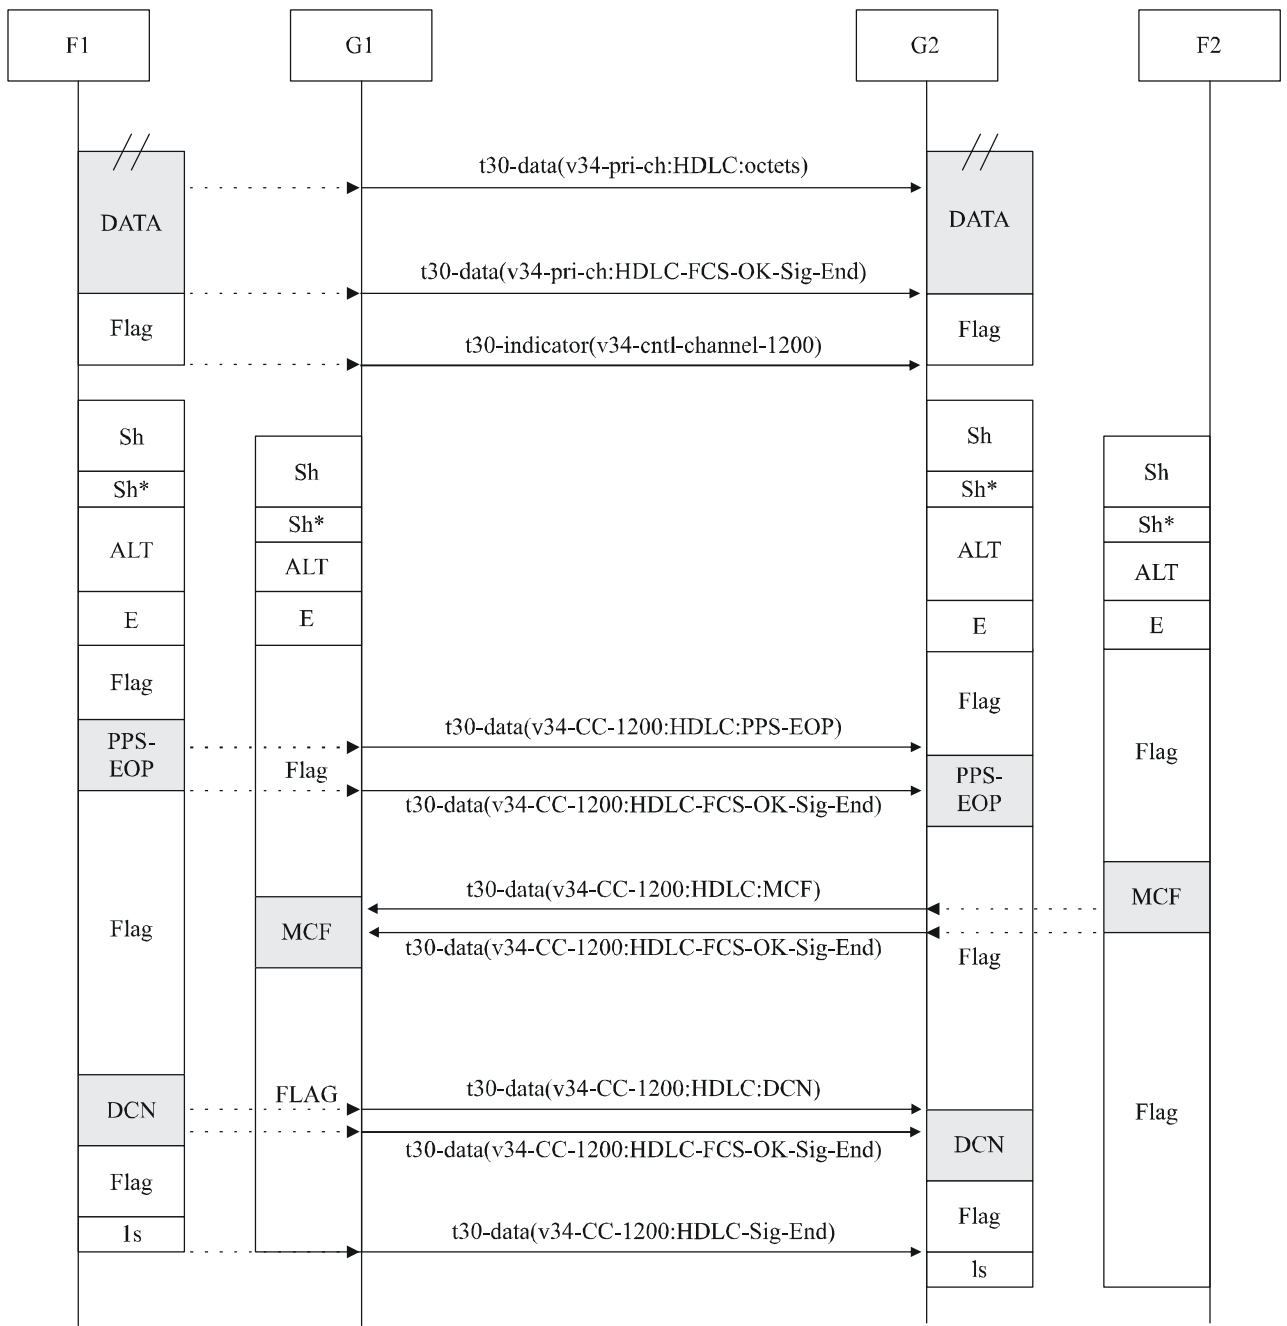 F1
G1
G2
F2
t30-data(v34-pri-ch:HDLC:octets)
DATA
DATA
t30-data(v34-pri-ch:HDLC-FCS-OK-Sig-End)
Flag
Flag
t30-indicator(v34-cntl-channel-1200)
Sh
Sh
Sh
Sh
Sh*
Sh*
Sh*
Sh*
ALT
ALT
ALT
ALT
E
E
E
E
Flag
Flag
t30-data(v34-CC-1200:HDLC:PPS-EOP)
PPS-
EOP
Flag
Flag
PPS-
EOP
t30-data(v34-CC-1200:HDLC-FCS-OK-Sig-End)
t30-data(v34-CC-1200:HDLC:MCF)
MCF
Flag
MCF
t30-data(v34-CC-1200:HDLC-FCS-OK-Sig-End)
Flag
t30-data(v34-CC-1200:HDLC:DCN)
FLAG
DCN
Flag
t30-data(v34-CC-1200:HDLC-FCS-OK-Sig-End)
DCN
Flag
Flag
1s
t30-data(v34-CC-1200:HDLC-Sig-End)
1s